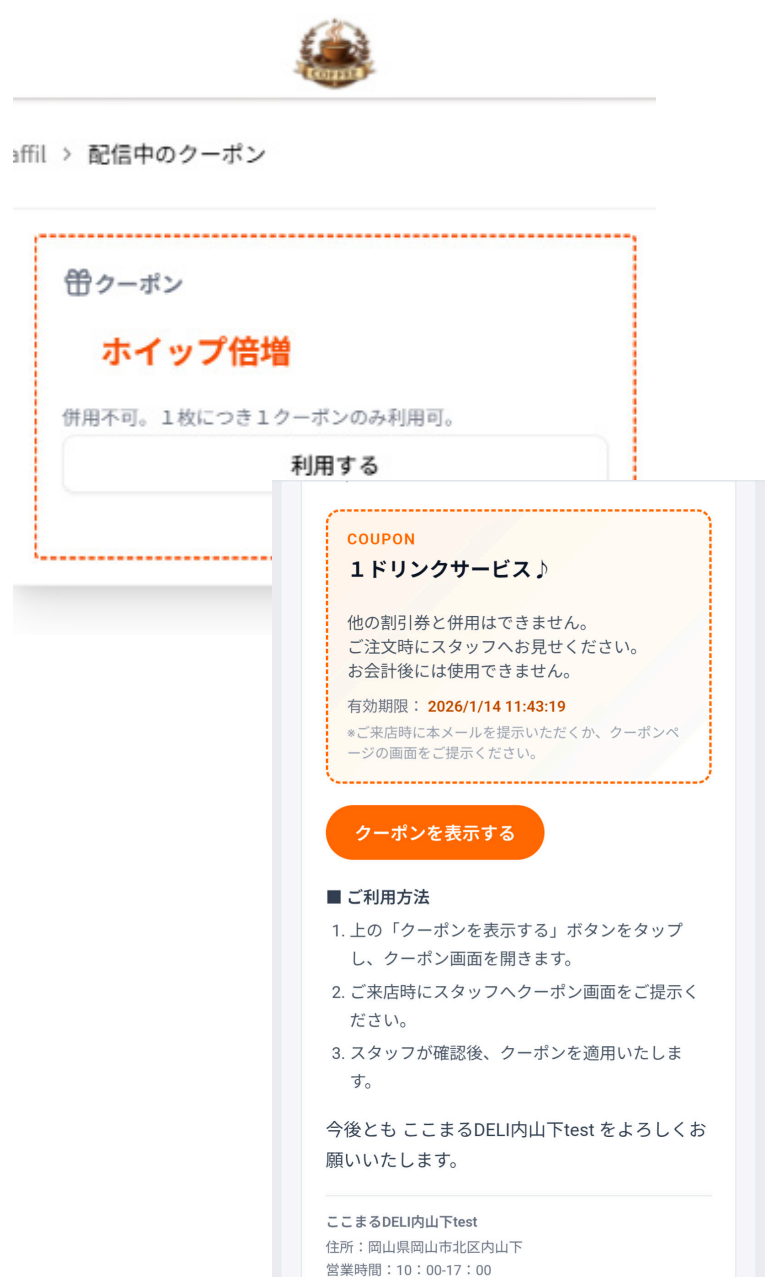 COFFEE
affil > 配信中のクーポン
クーポン
ホイップ倍増
併用不可。１枚につき１クーポンのみ利用可。
利用する
COUPON
１ドリンクサービス♪
他の割引券と併用はできません。
ご注文時にスタッフへお見せください。
お会計後には使用できません。
有効期限： 2026/1/14 11:43:19
※ご来店時に本メールを提示いただくか、クーポンペ
ージの画面をご提示ください。
クーポンを表示する
■ ご利用方法
1. 上の「クーポンを表示する」ボタンをタップ
し、クーポン画面を開きます。
2. ご来店時にスタッフへクーポン画面をご提示く
ださい。
3. スタッフが確認後、クーポンを適用いたしま
す。
今後とも ここまるDELI内山下test をよろしくお
願いいたします。
ここまるDELI内山下test
住所：岡山県岡山市北区内山下
営業時間：10：00-17：00